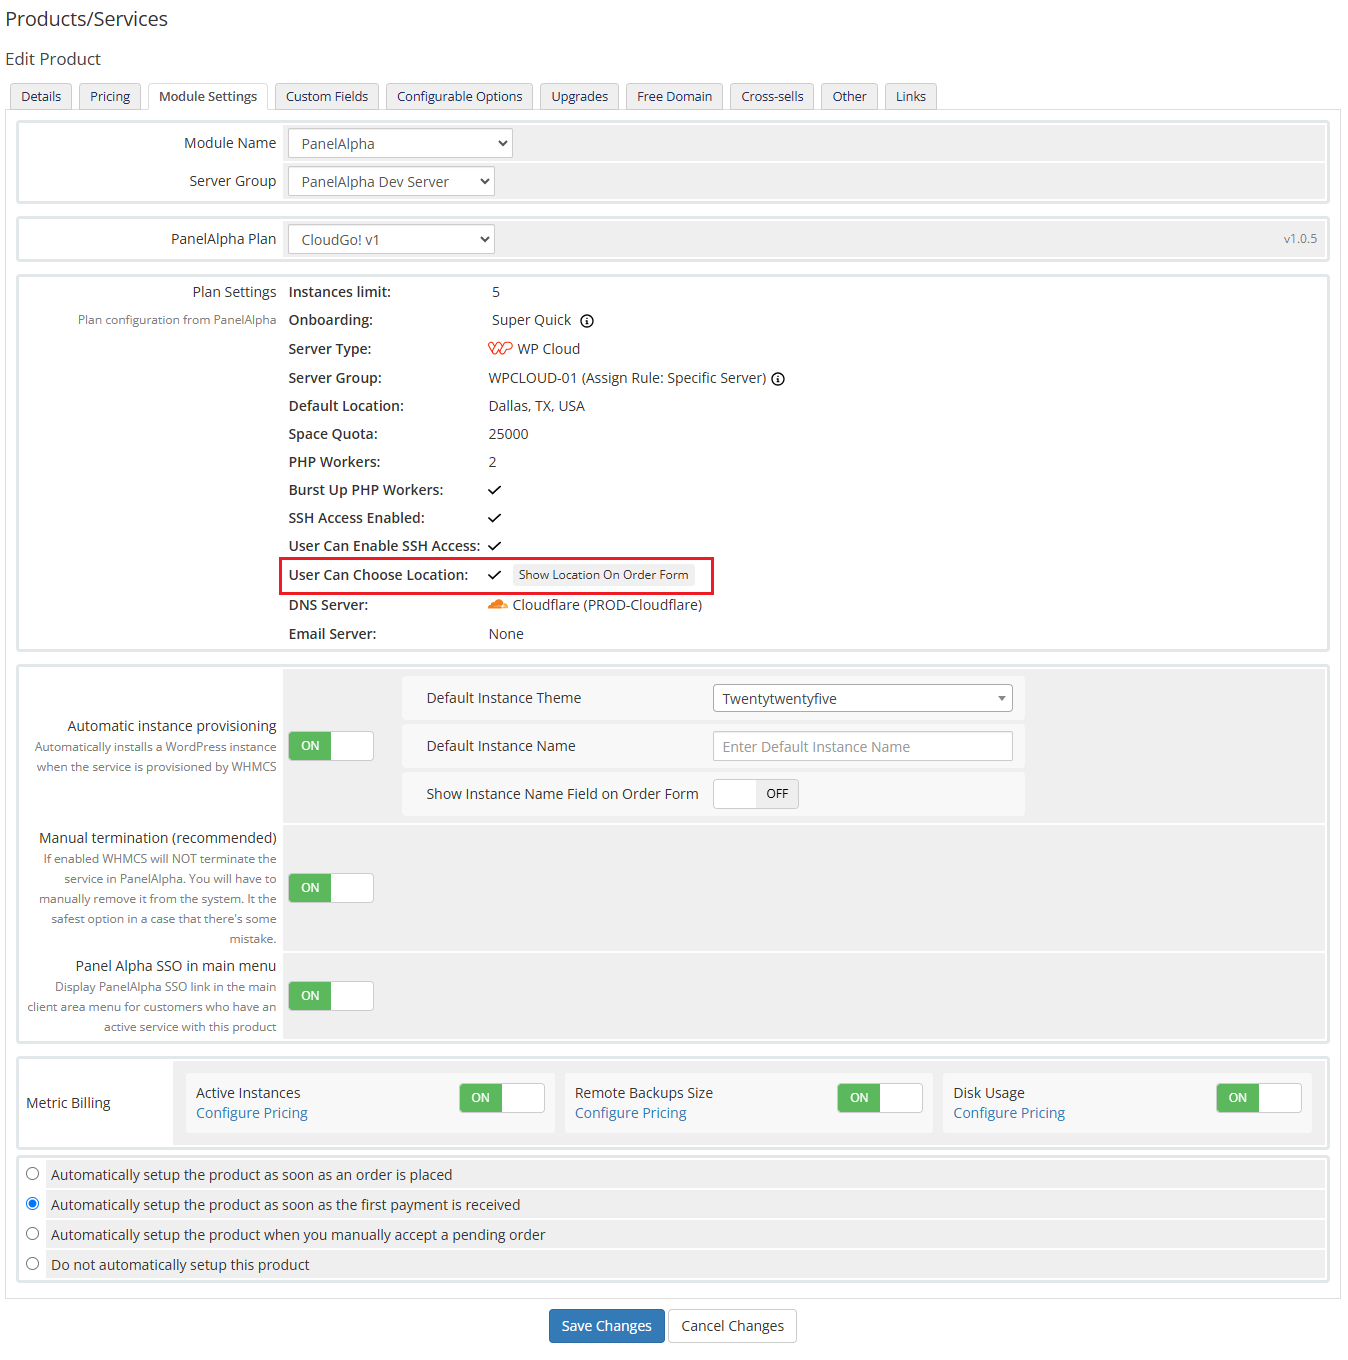 Products/Services
Edit Product
Details
Pricing
Module Settings
Custom Fields
Configurable Options
Upgrades
Free Domain
Cross-sells
Other
Links
Module Name
PanelAlpha
Server Group
PanelAlpha Dev Server
PanelAlpha Plan
CloudGo! v1
v1.0.5
Plan Settings
Plan configuration from PanelAlpha
Instances limit: 5
Onboarding: Super Quick
Server Type: WP Cloud
Server Group: WPCLOUD-01 (Assign Rule: Specific Server)
Default Location: Dallas, TX, USA
Space Quota: 25000
PHP Workers: 2
Burst Up PHP Workers:
SSH Access Enabled:
User Can Enable SSH Access:
User Can Choose Location: Show Location On Order Form
DNS Server: Cloudflare (PROD-Cloudflare)
Email Server: None
Automatic instance provisioning
Automatically installs a WordPress instance
when the service is provisioned by WHMCS
ON
Default Instance Theme
Twentytwentyfive
Default Instance Name
Enter Default Instance Name
Show Instance Name Field on Order Form
OFF
Manual termination (recommended)
If enabled WHMCS will NOT terminate the
service in PanelAlpha. You will have to
manually remove it from the system. It the
safest option in a case that there's some
mistake.
ON
Panel Alpha SSO in main menu
Display PanelAlpha SSO link in the main
client area menu for customers who have an
active service with this product
ON
Metric Billing
Active Instances
Configure Pricing
ON
Remote Backups Size
Configure Pricing
ON
Disk Usage
Configure Pricing
ON
Automatically setup the product as soon as an order is placed
Automatically setup the product as soon as the first payment is received
Automatically setup the product when you manually accept a pending order
Do not automatically setup this product
Save Changes
Cancel Changes